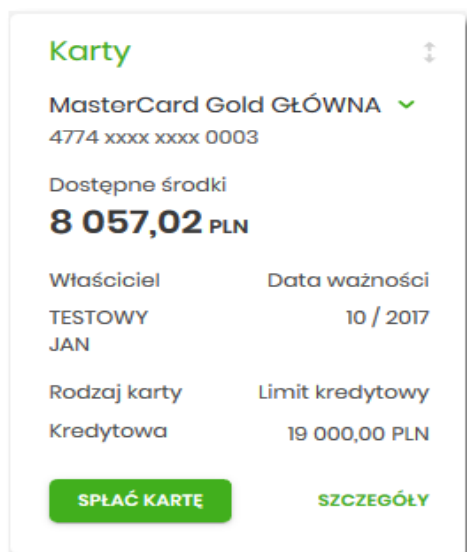 Karty
MasterCard Gold GŁÓWNA
4774 xxxx xxxx 0003
Dostępne środki
8 057,02 PLN
Właściciel Data ważności
TESTOWY 10 / 2017
JAN
Rodzaj karty Limit kredytowy
Kredytowa 19 000,00 PLN
SPŁAĆ KARTĘ SZCZEGÓŁY